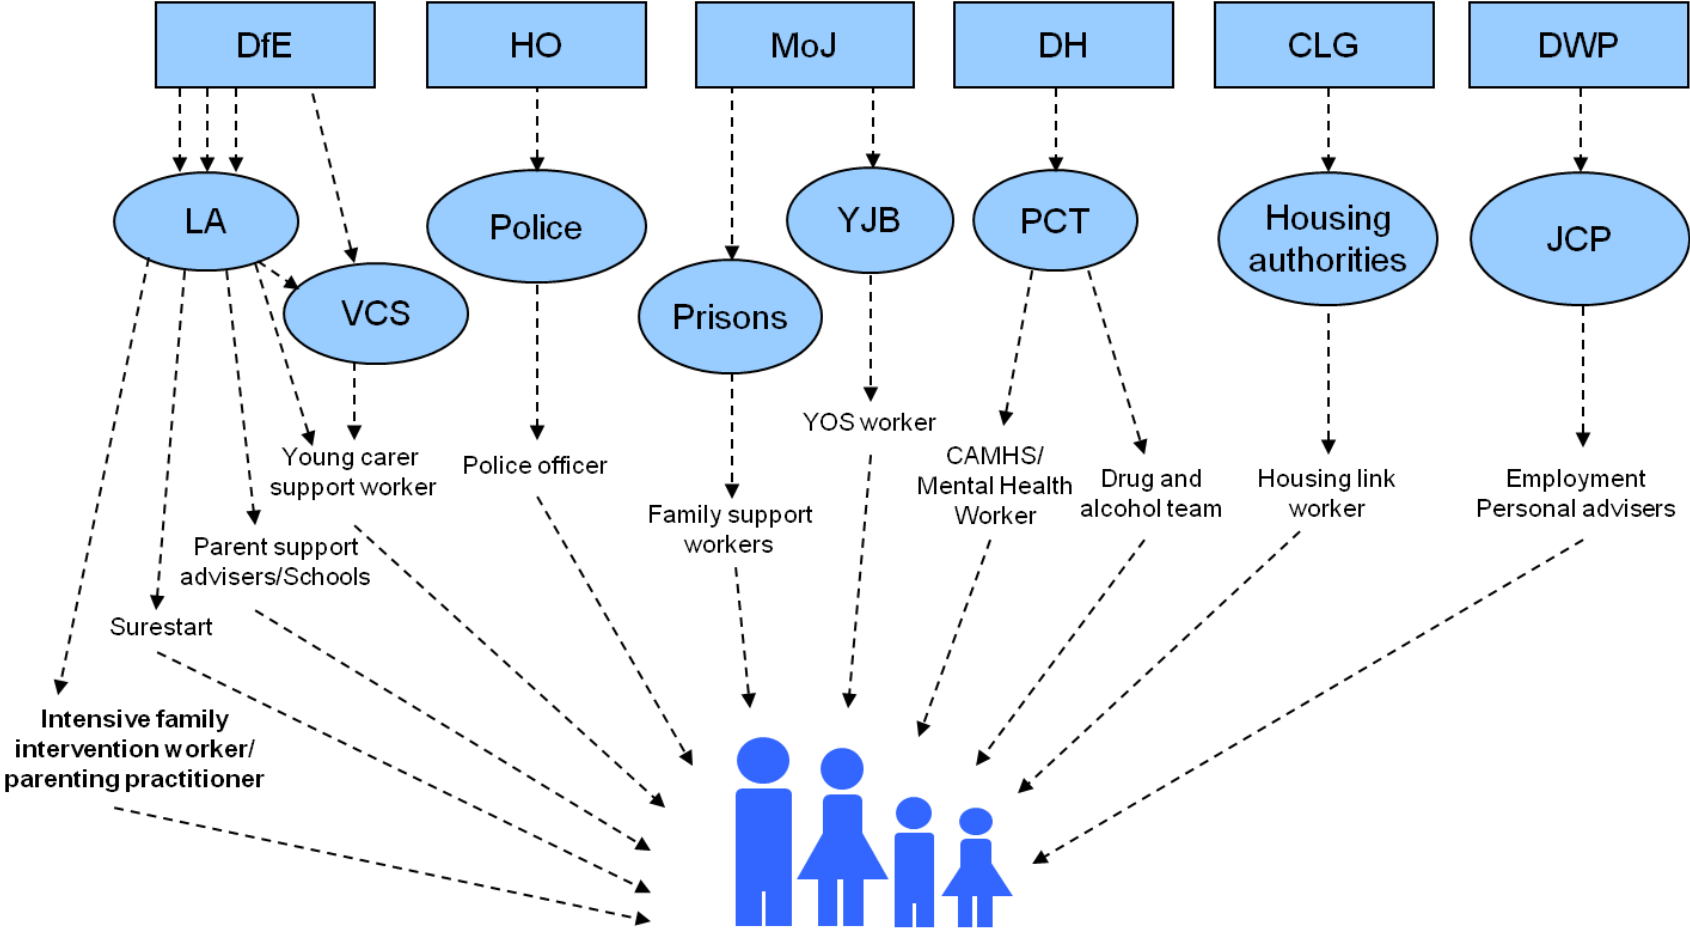 DfE
HO
MoJ
DH
CLG
DWP
LA
Police
YJB
PCT
Housing
authorities
JCP
VCS
Prisons
YOS worker
Young carer
support worker
Police officer
CAMHS/
Mental Health
Worker
Drug and
alcohol team
Housing link
worker
Employment
Personal advisers
Family support
workers
Parent support
advisers/Schools
Surestart
Intensive family
intervention worker/
parenting practitioner